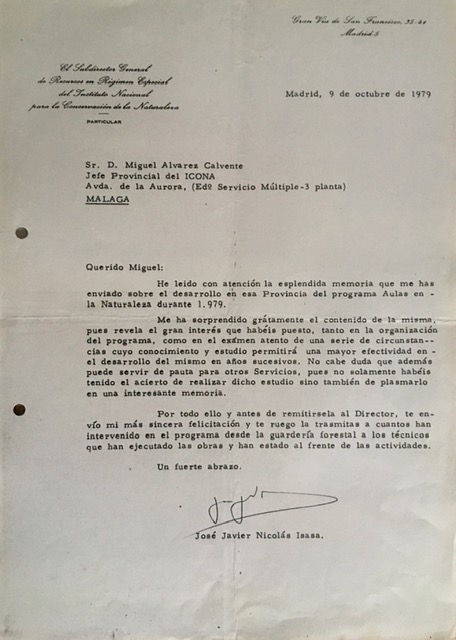 Gran Vía de San Francisco, 35-41
Madrid-5
El Subdirector General
de Recursos en Régimen Especial
del Instituto Nacional
para la Conservación de la Naturaleza
PARTICULAR
Madrid, 9 de octubre de 1979
Sr. D. Miguel Alvarez Calvente
Jefe Provincial del ICONA
Avda. de la Aurora, (Edº Servicio Múltiple-3 planta)
MALAGA
Querido Miguel:
He leido con atención la esplendida memoria que me has
enviado sobre el desarrollo en esa Provincia del programa Aulas en -
la Naturaleza durante 1.979.
Me ha sorprendido grátamente el contenido de la misma,
pues revela el gran interés que habéis puesto, tanto en la organización
del programa, como en el exámen atento de una serie de circunstan--
cias cuyo conocimiento y estudio permitirá una mayor efectividad en -
el desarrollo del mismo en años sucesivos. No cabe duda que además
puede servir de pauta para otros Servicios, pues no solamente habéis
tenido el acierto de realizar dicho estudio sino también de plasmarlo
en una interesante memoria.
Por todo ello y antes de remitirsela al Director, te en-
vío mi más sincera felicitación y te ruego la trasmitas a cuantos han
intervenido en el programa desde la guardería forestal a los técnicos
que han ejecutado las obras y han estado al frente de las actividades.
Un fuerte abrazo.
José Javier Nicolás Isasa.